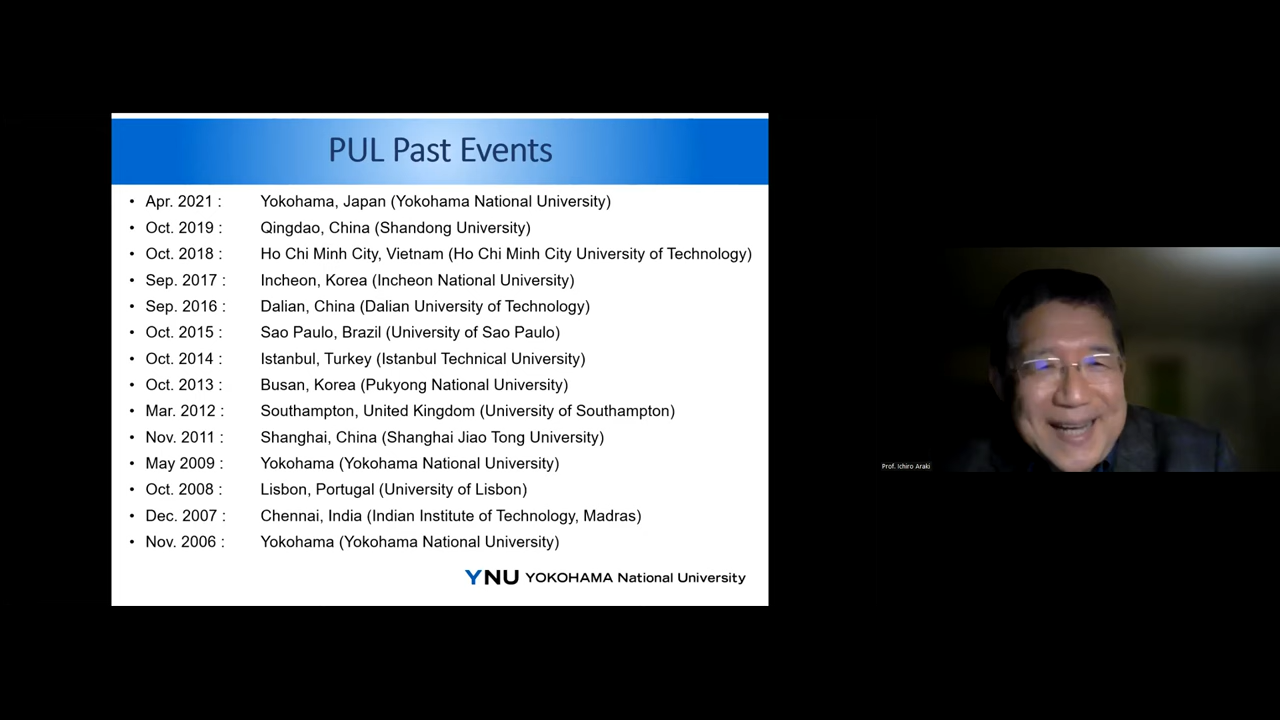 PUL Past Events
• Apr. 2021 : Yokohama, Japan (Yokohama National University)
• Oct. 2019 : Qingdao, China (Shandong University)
• Oct. 2018 : Ho Chi Minh City, Vietnam (Ho Chi Minh City University of Technology)
• Sep. 2017 : Incheon, Korea (Incheon National University)
• Sep. 2016 : Dalian, China (Dalian University of Technology)
• Oct. 2015 : Sao Paulo, Brazil (University of Sao Paulo)
• Oct. 2014 : Istanbul, Turkey (Istanbul Technical University)
• Oct. 2013 : Busan, Korea (Pukyong National University)
• Mar. 2012 : Southampton, United Kingdom (University of Southampton)
• Nov. 2011 : Shanghai, China (Shanghai Jiao Tong University)
• May 2009 : Yokohama (Yokohama National University)
• Oct. 2008 : Lisbon, Portugal (University of Lisbon)
• Dec. 2007 : Chennai, India (Indian Institute of Technology, Madras)
• Nov. 2006 : Yokohama (Yokohama National University)
YNU YOKOHAMA National University
Prof. Ichiro Araki